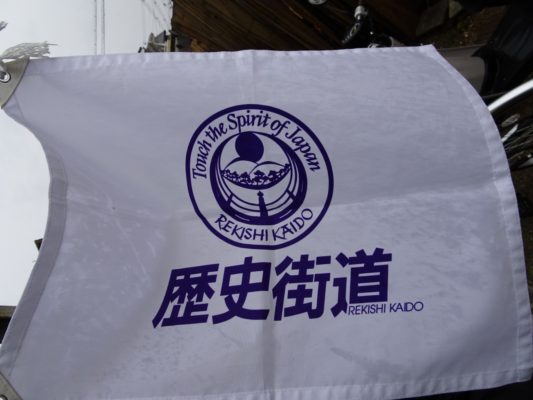 Touch the Spirit of Japan
REKISHI KAIDO
歴史街道
REKISHI KAIDO